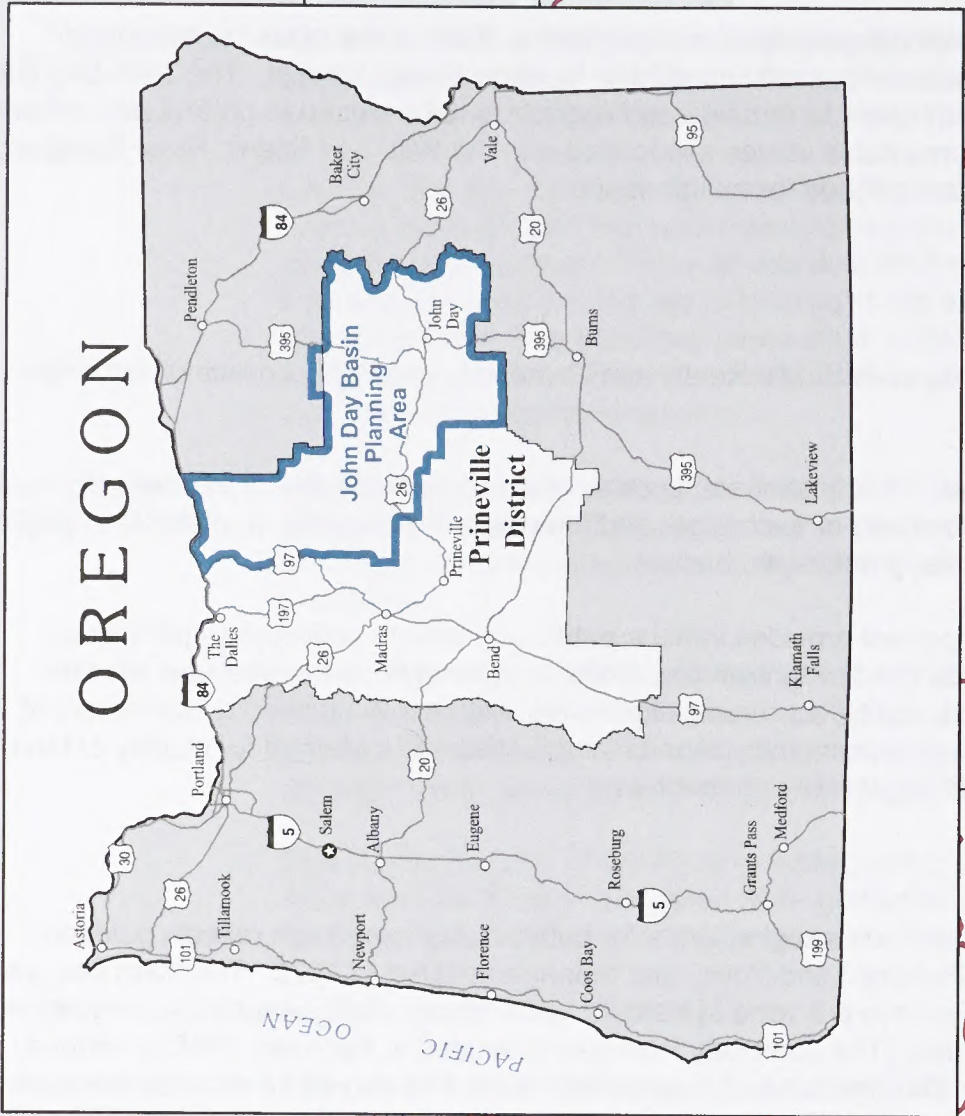 OREGON
Astoria
30
101
26
Tillamook
Portland
84
The
Dalles
5
Salem
Newport
Albany
197
97
Pendleton
84
395
Baker
City
John Day Basin
Planning
Area
26
26
Madras
John
Day
26
Vale
20
Florence
Eugene
Bend
Prineville
Prineville
District
395
20
Burns
PACIFIC
OCEAN
Coos Bay
Roseburg
5
97
395
95
Grants Pass
Medford
199
101
Klamath
Falls
Lakeview